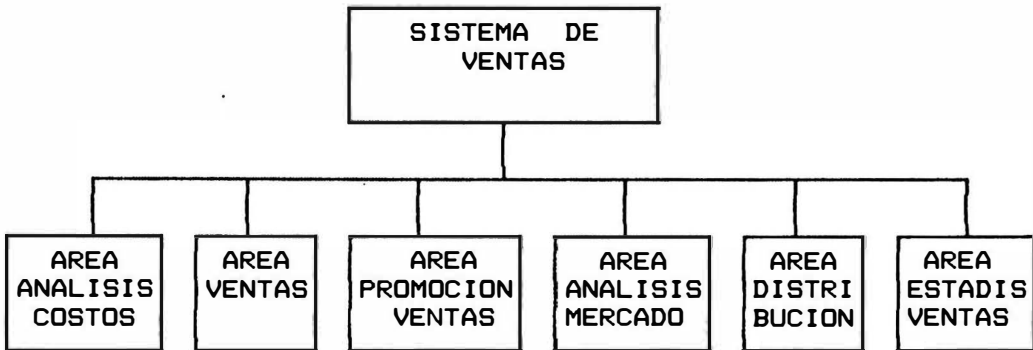 SISTEMA DE
VENTAS
AREA
ANALISIS
COSTOS
AREA
VENTAS
AREA
PROMOCION
VENTAS
AREA
ANALISIS
MERCADO
AREA
DISTRI
BUCION
AREA
ESTADIS
VENTAS